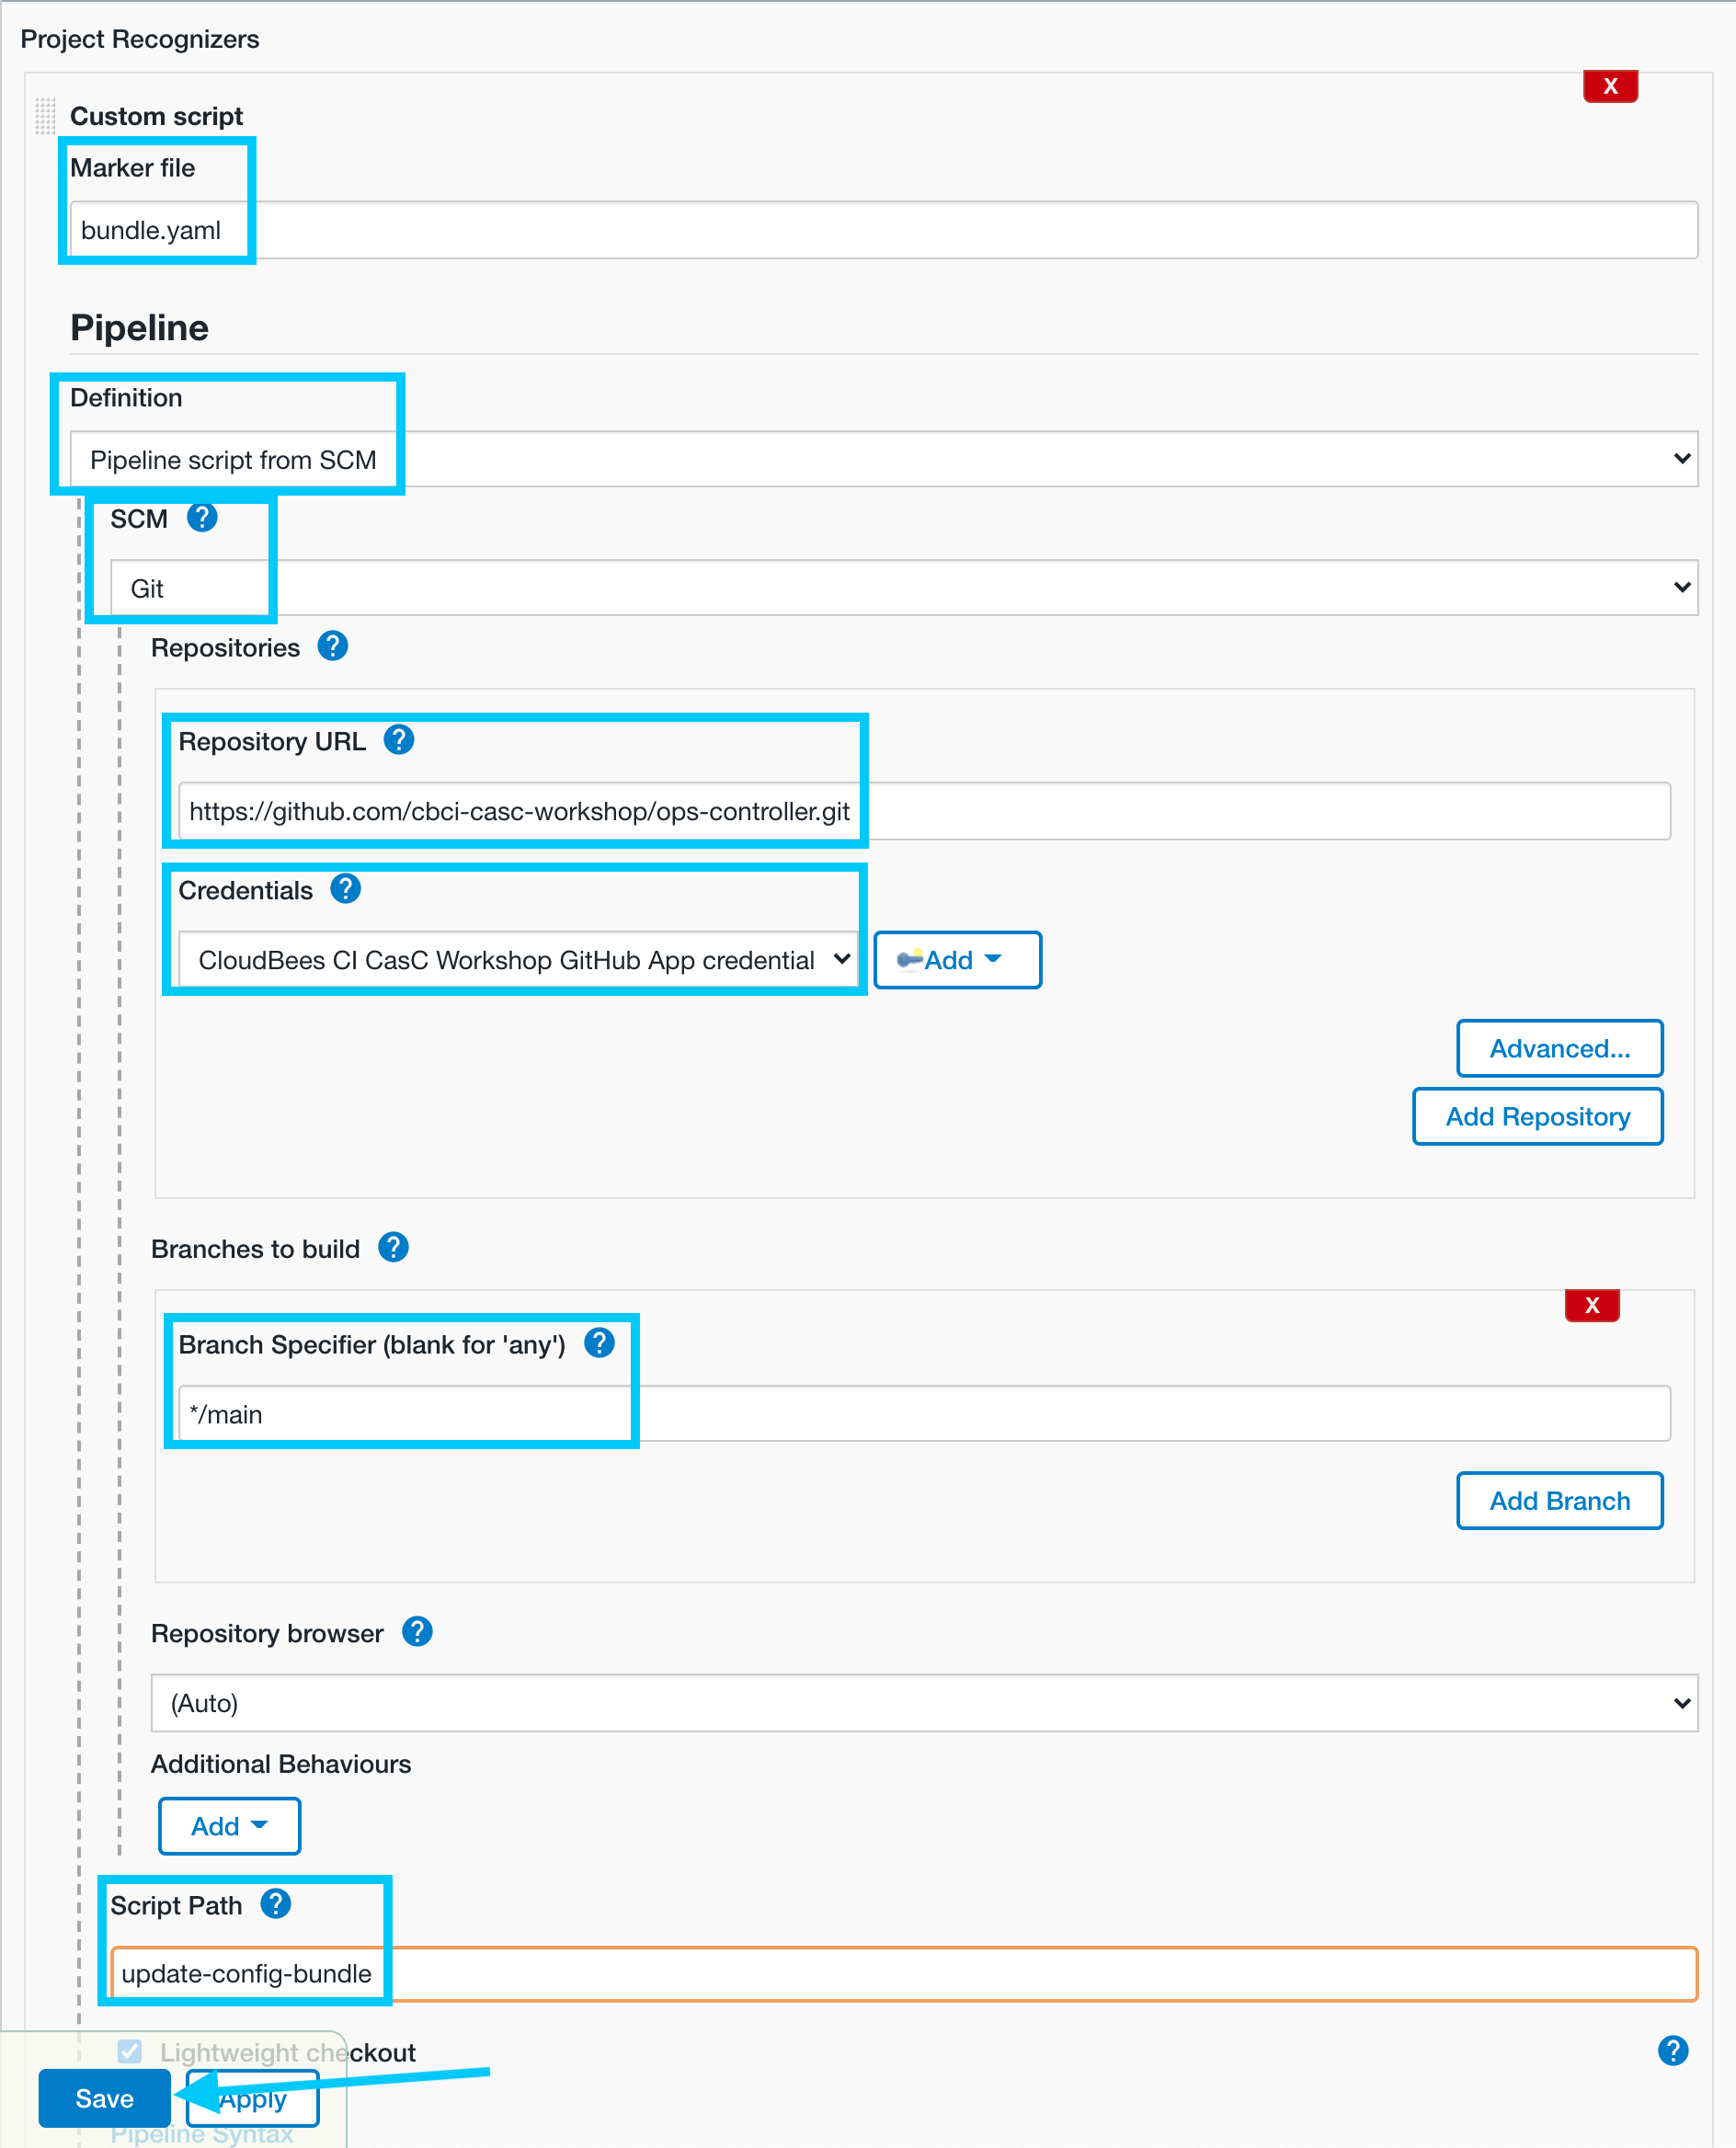 Project Recognizers
X
Custom script
Marker file
bundle.yaml
Pipeline
Definition
Pipeline script from SCM
SCM ?
Git
Repositories ?
Repository URL ?
https://github.com/cbci-casc-workshop/ops-controller.git
Credentials ?
CloudBees CI CasC Workshop GitHub App credential
Add
Advanced...
Add Repository
Branches to build ?
X
Branch Specifier (blank for 'any') ?
*/main
Add Branch
Repository browser ?
(Auto)
Additional Behaviours
Add
Script Path ?
update-config-bundle
Lightweight checkout ?
Save Apply
Pipeline Syntax